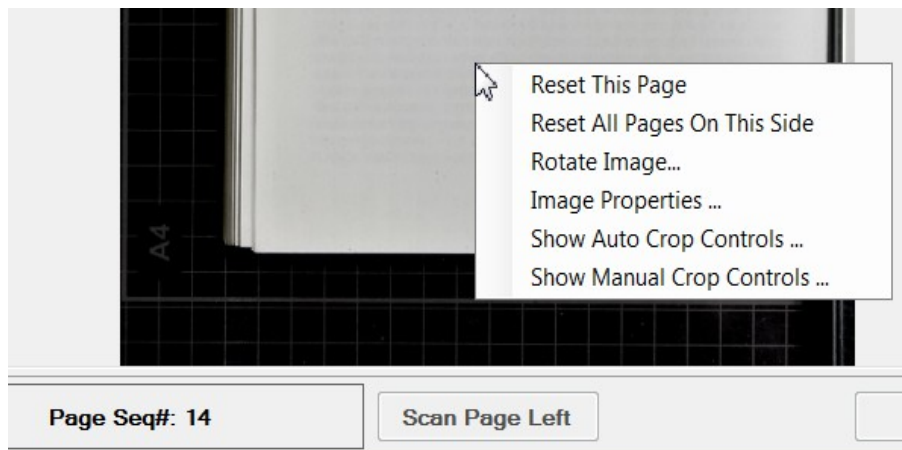 Reset This Page
Reset All Pages On This Side
Rotate Image...
Image Properties ...
Show Auto Crop Controls ...
Show Manual Crop Controls ...
A4
Page Seq#: 14
Scan Page Left